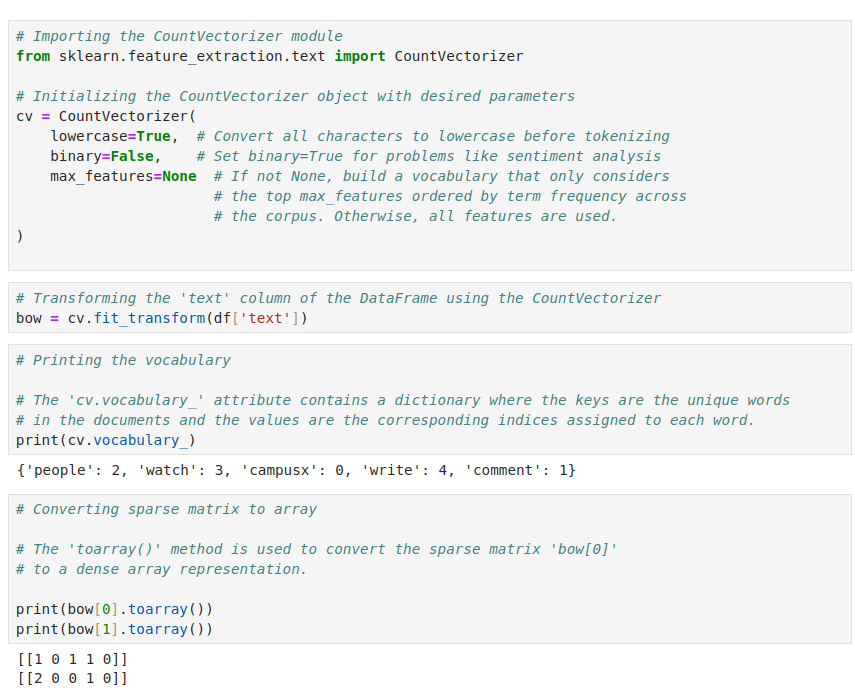 # Importing the CountVectorizer module
from sklearn.feature_extraction.text import CountVectorizer

# Initializing the CountVectorizer object with desired parameters
cv = CountVectorizer(
    lowercase=True,  # Convert all characters to lowercase before tokenizing
    binary=False,    # Set binary=True for problems like sentiment analysis
    max_features=None  # If not None, build a vocabulary that only considers
                       # the top max_features ordered by term frequency across
                       # the corpus. Otherwise, all features are used.
)

# Transforming the 'text' column of the DataFrame using the CountVectorizer
bow = cv.fit_transform(df['text'])

# Printing the vocabulary

# The 'cv.vocabulary_' attribute contains a dictionary where the keys are the unique words
# in the documents and the values are the corresponding indices assigned to each word.
print(cv.vocabulary_)
{'people': 2, 'watch': 3, 'campusx': 0, 'write': 4, 'comment': 1}

# Converting sparse matrix to array

# The 'toarray()' method is used to convert the sparse matrix 'bow[0]'
# to a dense array representation.

print(bow[0].toarray())
print(bow[1].toarray())
[[1 0 1 1 0]]
[[2 0 0 1 0]]